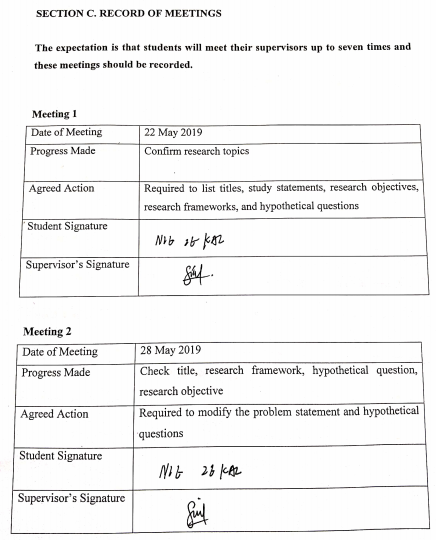 SECTION C. RECORD OF MEETINGS
The expectation is that students will meet their supervisors up to seven times and
these meetings should be recorded.
Meeting 1
Date of Meeting 22 May 2019
Progress Made Confirm research topics
Agreed Action Required to list titles, study statements, research objectives,
research frameworks, and hypothetical questions
Student Signature
Supervisor's Signature
Meeting 2
Date of Meeting 28 May 2019
Progress Made Check title, research framework, hypothetical question,
research objective
Agreed Action Required to modify the problem statement and hypothetical
questions
Student Signature
Supervisor's Signature